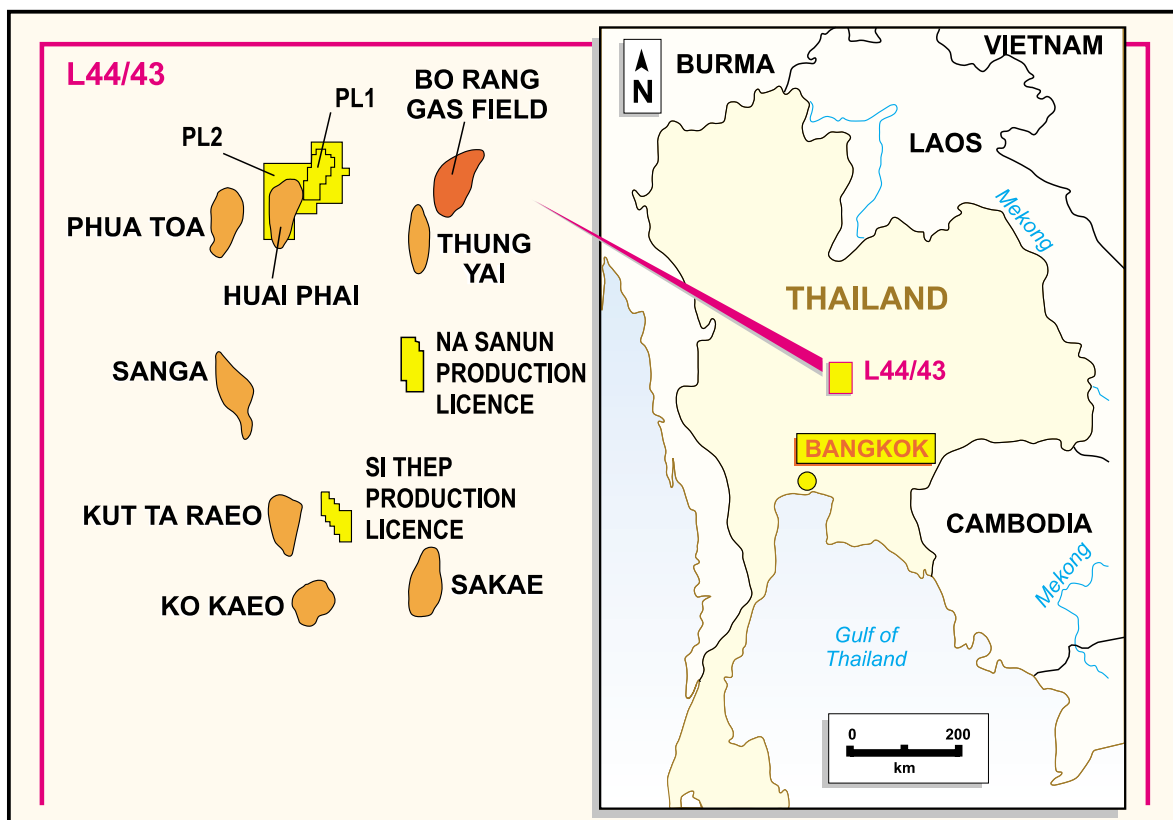 L44/43
PL1
PL2
BO RANG
GAS FIELD
PHUA TOA
HUAI PHAI
THUNG
YAI
SANGA
NA SANUN
PRODUCTION
LICENCE
SI THEP
PRODUCTION
LICENCE
KUT TA RAEO
KO KAEO
SAKAE
N
BURMA
VIETNAM
LAOS
Mekong
THAILAND
L44/43
BANGKOK
CAMBODIA
Mekong
Gulf of
Thailand
0 200
km